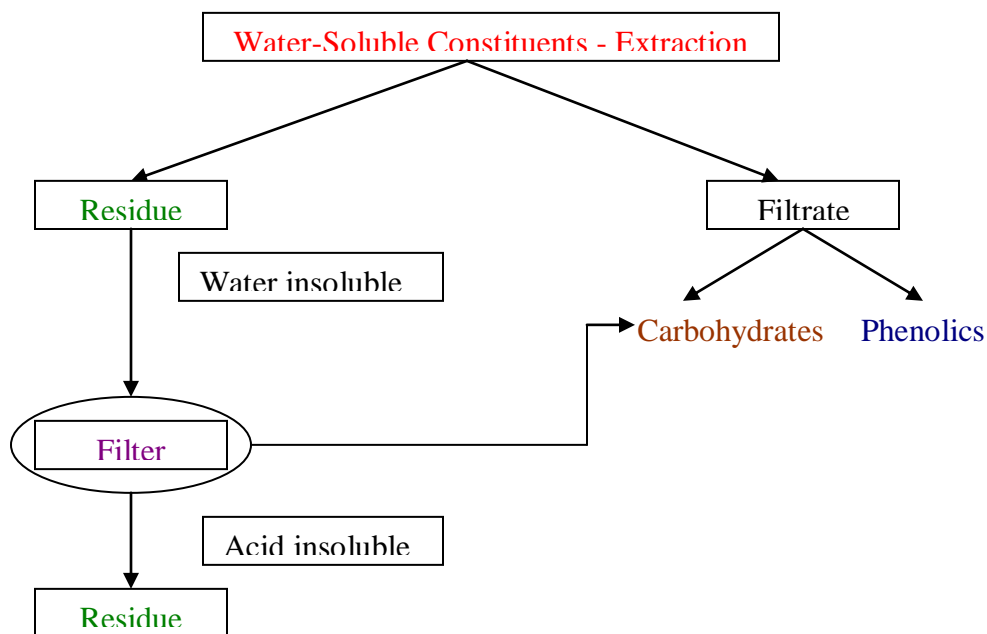 Water-Soluble Constituents - Extraction
Residue
Filtrate
Water insoluble
Carbohydrates
Phenolics
Filter
Acid insoluble
Residue